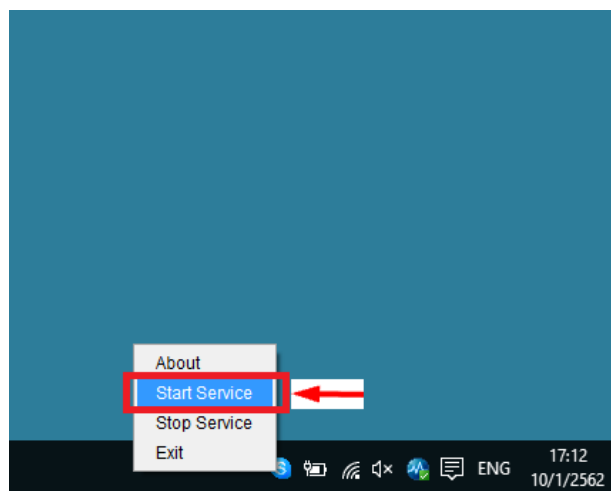 About
Start Service
Stop Service
Exit
ENG
17:12
10/1/2562